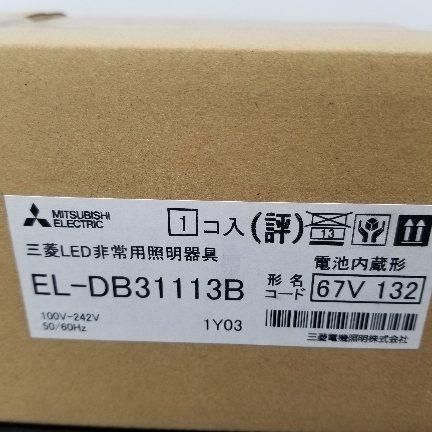 MITSUBISHI
ELECTRIC
1コ入 (評) 13
三菱LED非常用照明器具
電池内蔵形
EL-DB31113B
形名
コード
67V 132
100V-242V
50/60Hz
1Y03
三菱電機照明株式会社